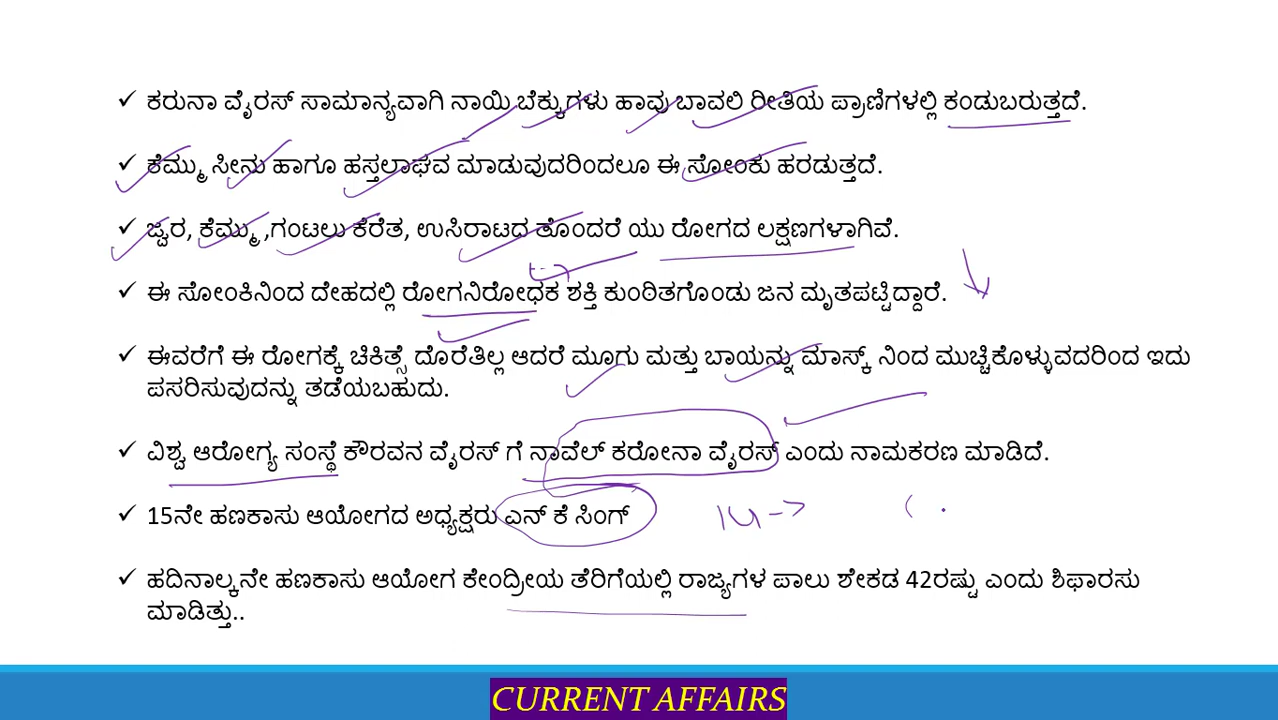 ✓ ಕರುನಾ ವೈರಸ್ ಸಾಮಾನ್ಯವಾಗಿ ನಾಯಿ ಬೆಕ್ಕುಗಳು ಹಾವು ಬಾವಲಿ ರೀತಿಯ ಪ್ರಾಣಿಗಳಲ್ಲಿ ಕಂಡುಬರುತ್ತದೆ.
✓ ಕೆಮ್ಮು ಸೀನು ಹಾಗೂ ಹಸ್ತಲಾಘವ ಮಾಡುವುದರಿಂದಲೂ ಈ ಸೋಂಕು ಹರಡುತ್ತದೆ.
✓ ಜ್ವರ, ಕೆಮ್ಮು ,ಗಂಟಲು ಕೆರೆತ, ಉಸಿರಾಟದ ತೊಂದರೆ ಯು ರೋಗದ ಲಕ್ಷಣಗಳಾಗಿವೆ.
✓ ಈ ಸೋಂಕಿನಿಂದ ದೇಹದಲ್ಲಿ ರೋಗನಿರೋಧಕ ಶಕ್ತಿ ಕುಂಠಿತಗೊಂಡು ಜನ ಮೃತಪಟ್ಟಿದ್ದಾರೆ.
✓ ಈವರೆಗೆ ಈ ರೋಗಕ್ಕೆ ಚಿಕಿತ್ಸೆ ದೊರೆತಿಲ್ಲ ಆದರೆ ಮೂಗು ಮತ್ತು ಬಾಯನ್ನು ಮಾಸ್ಕ್ ನಿಂದ ಮುಚ್ಚಿಕೊಳ್ಳುವದರಿಂದ ಇದು
ಪಸರಿಸುವುದನ್ನು ತಡೆಯಬಹುದು.
✓ ವಿಶ್ವ ಆರೋಗ್ಯ ಸಂಸ್ಥೆ ಕೌರವನ ವೈರಸ್ ಗೆ ನಾವೆಲ್ ಕರೋನಾ ವೈರಸ್ ಎಂದು ನಾಮಕರಣ ಮಾಡಿದೆ.
✓ 15ನೇ ಹಣಕಾಸು ಆಯೋಗದ ಅಧ್ಯಕ್ಷರು ಎನ್ ಕೆ ಸಿಂಗ್
✓ ಹದಿನಾಲ್ಕನೇ ಹಣಕಾಸು ಆಯೋಗ ಕೇಂದ್ರೀಯ ತೆರಿಗೆಯಲ್ಲಿ ರಾಜ್ಯಗಳ ಪಾಲು ಶೇಕಡ 42ರಷ್ಟು ಎಂದು ಶಿಫಾರಸು
ಮಾಡಿತ್ತು..
CURRENT AFFAIRS